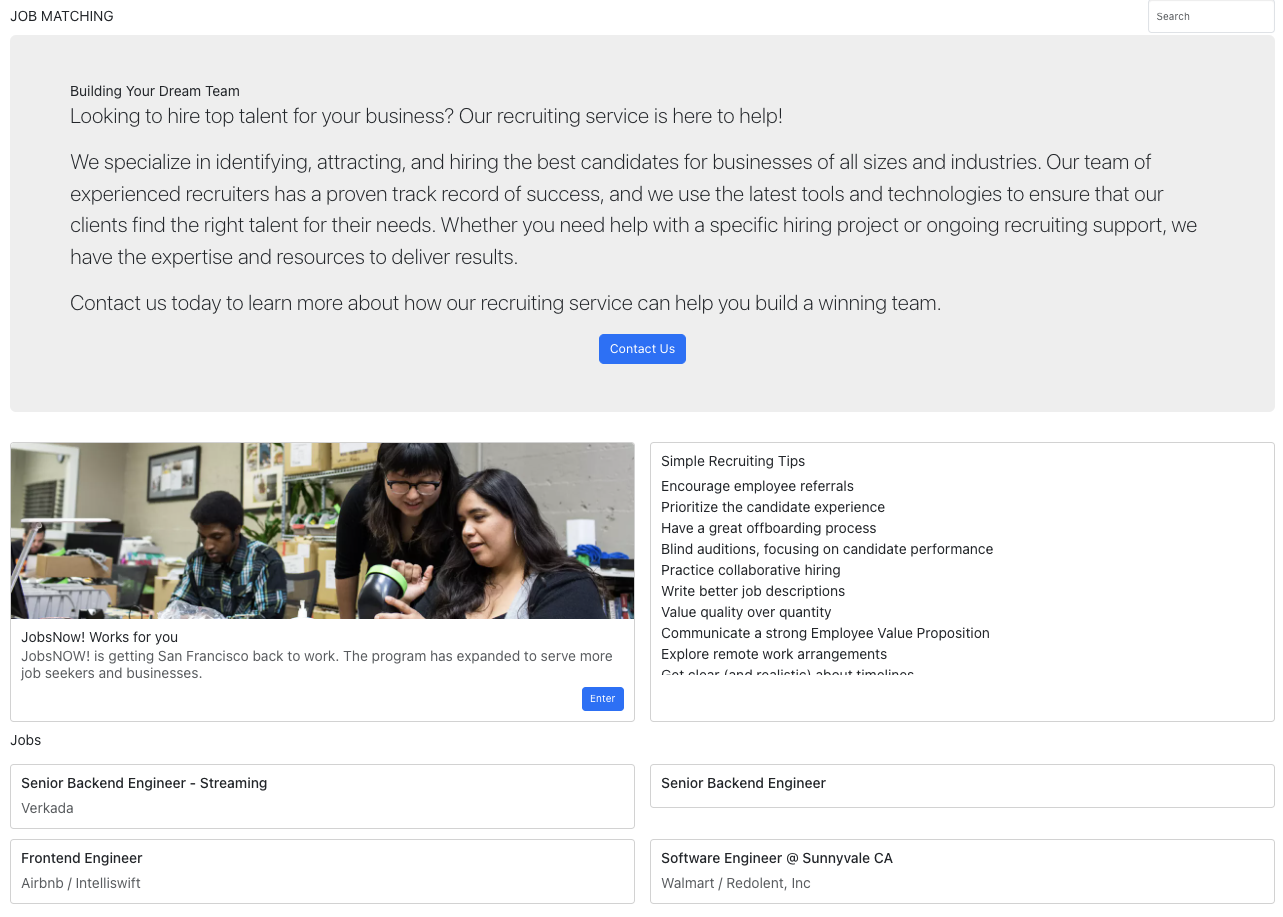 JOB MATCHING
Search
Building Your Dream Team
Looking to hire top talent for your business? Our recruiting service is here to help!
We specialize in identifying, attracting, and hiring the best candidates for businesses of all sizes and industries. Our team of
experienced recruiters has a proven track record of success, and we use the latest tools and technologies to ensure that our
clients find the right talent for their needs. Whether you need help with a specific hiring project or ongoing recruiting support, we
have the expertise and resources to deliver results.
Contact us today to learn more about how our recruiting service can help you build a winning team.
Contact Us
JobsNow! Works for you
JobsNOW! is getting San Francisco back to work. The program has expanded to serve more
job seekers and businesses.
Enter
Simple Recruiting Tips
Encourage employee referrals
Prioritize the candidate experience
Have a great offboarding process
Blind auditions, focusing on candidate performance
Practice collaborative hiring
Write better job descriptions
Value quality over quantity
Communicate a strong Employee Value Proposition
Explore remote work arrangements
Get clear (and realistic) about timelines
Jobs
Senior Backend Engineer - Streaming
Verkada
Senior Backend Engineer
Frontend Engineer
Airbnb / Intelliswift
Software Engineer @ Sunnyvale CA
Walmart / Redolent, Inc